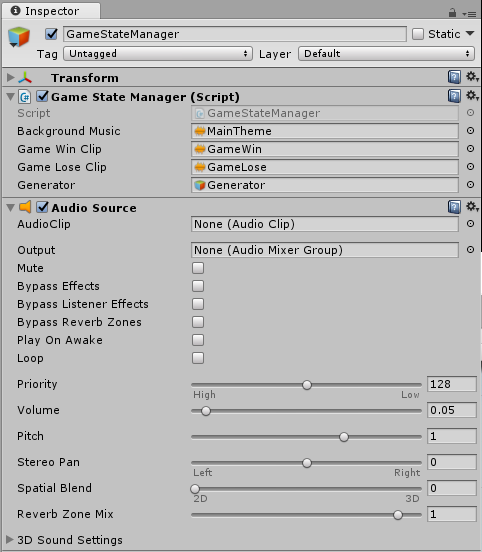 Inspector
GameStateManager Static
Tag Untagged Layer Default
Transform
Game State Manager (Script)
Script GameStateManager
Background Music MainTheme
Game Win Clip GameWin
Game Lose Clip GameLose
Generator Generator
Audio Source
AudioClip None (Audio Clip)
Output None (Audio Mixer Group)
Mute
Bypass Effects
Bypass Listener Effects
Bypass Reverb Zones
Play On Awake
Loop
Priority 128
High Low
Volume 0.05
Pitch 1
Stereo Pan 0
Left Right
Spatial Blend 0
2D 3D
Reverb Zone Mix 1
3D Sound Settings